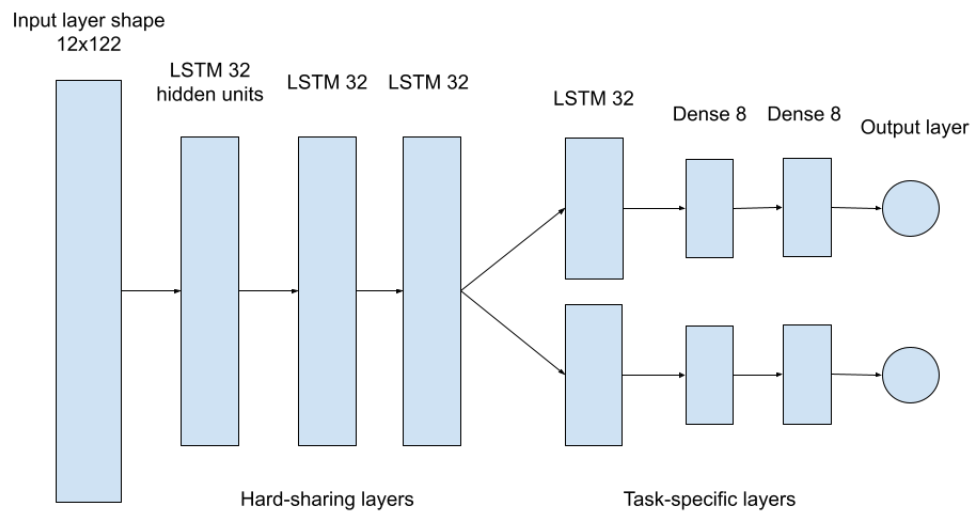 Input layer shape
12x122
LSTM 32
hidden units
LSTM 32
LSTM 32
LSTM 32
Dense 8
Dense 8
Output layer
Hard-sharing layers
Task-specific layers